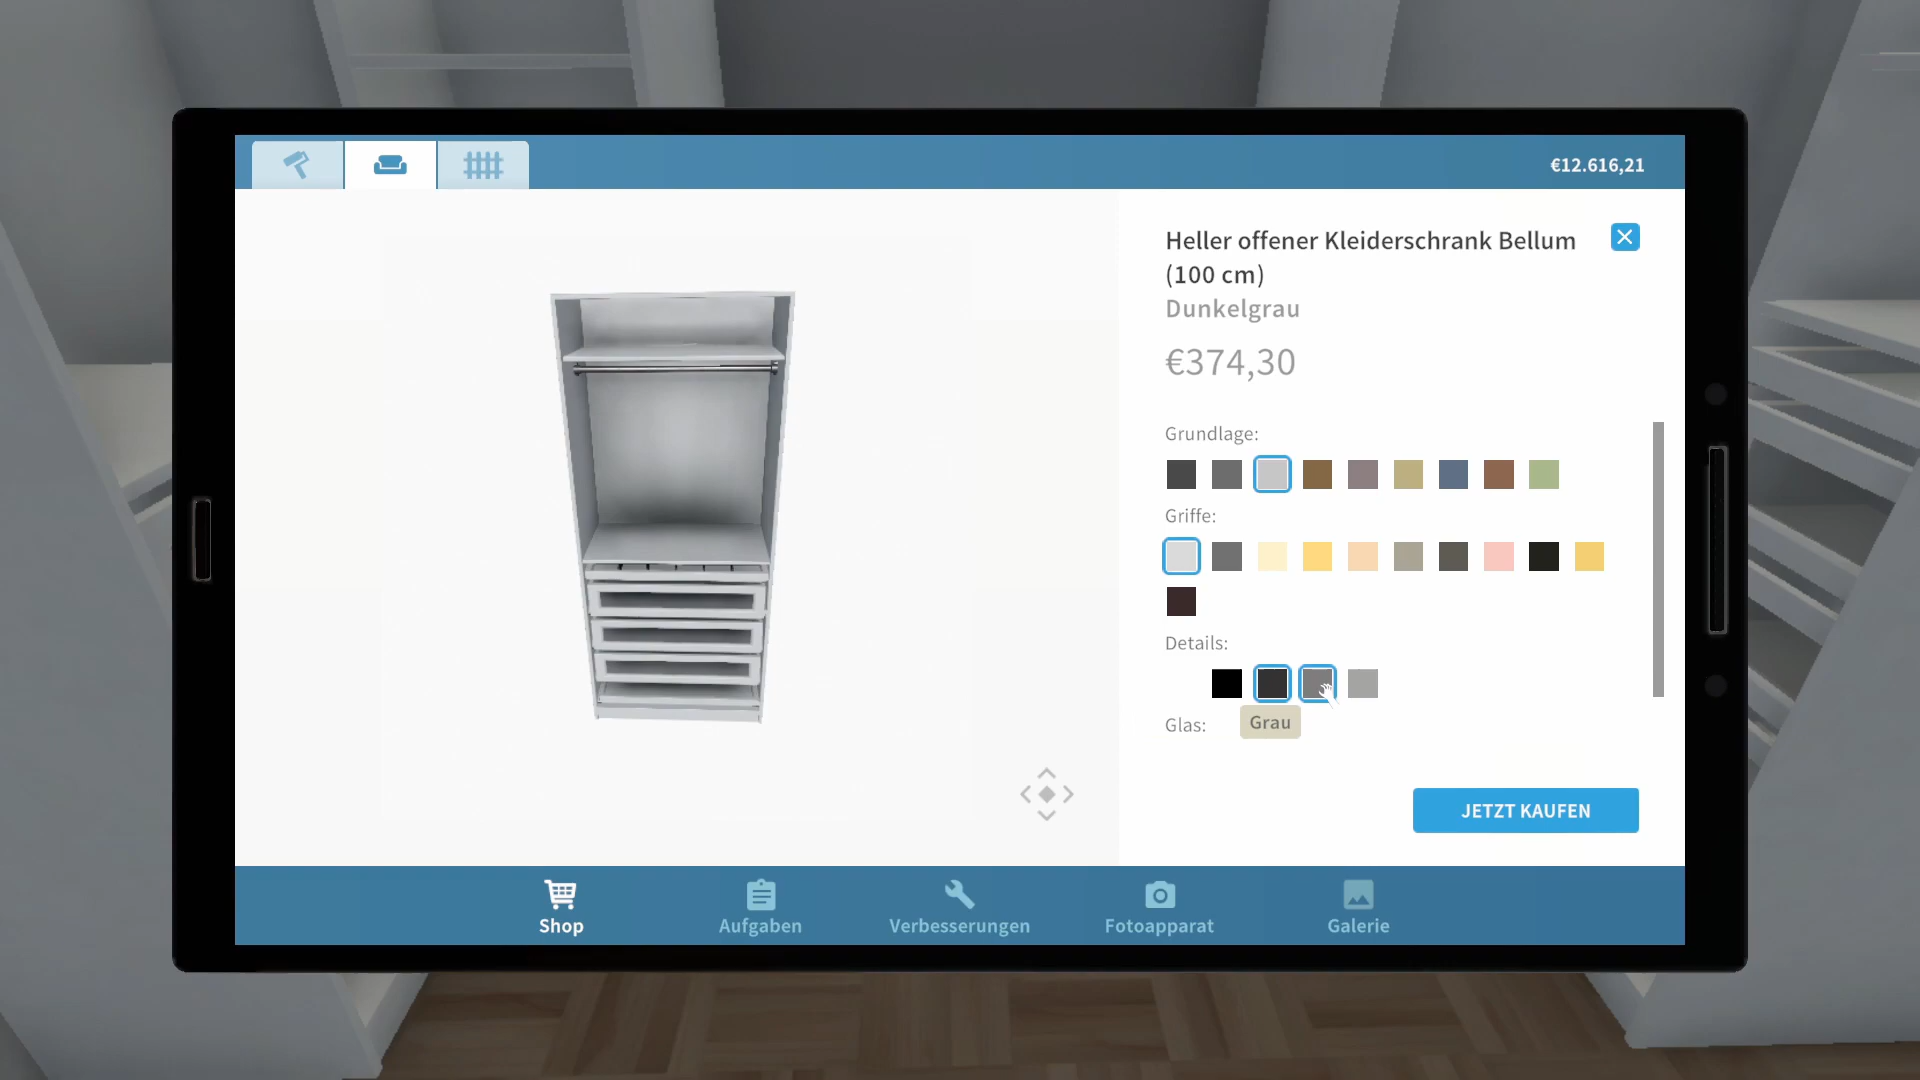 €12.616,21
Heller offener Kleiderschrank Bellum
(100 cm)
Dunkelgrau
€374,30
Grundlage:
Griffe:
Details:
Glas:
Grau
JETZT KAUFEN
Shop
Aufgaben
Verbesserungen
Fotoapparat
Galerie